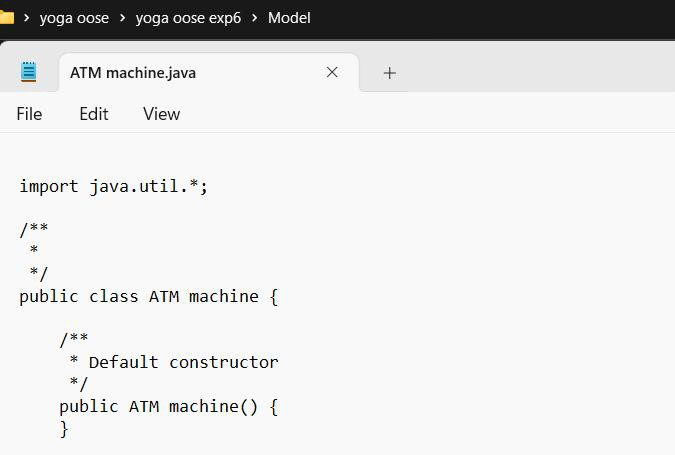 yoga oose > yoga oose exp6 > Model
ATM machine.java
File Edit View
import java.util.*;
/**
*
*/
public class ATM machine {
/**
* Default constructor
*/
public ATM machine() {
}